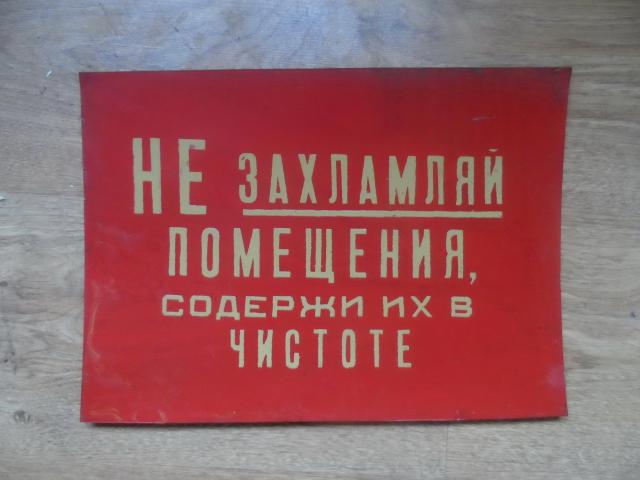 НЕ ЗАХЛАМЛЯЙ
ПОМЕЩЕНИЯ,
СОДЕРЖИ ИХ В
ЧИСТОТЕ